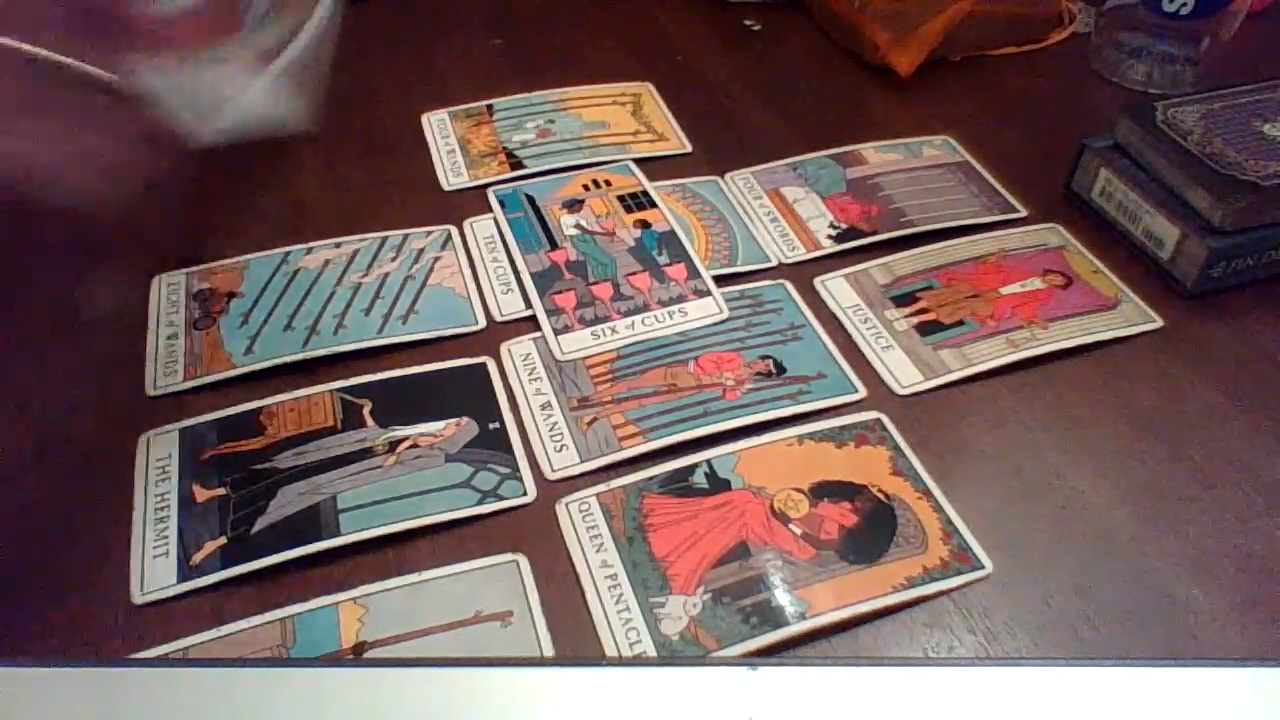 FOUR of WANDS
FOUR of SWORDS
TEN of CUPS
SIX of CUPS
EIGHT of WANDS
JUSTICE
NINE of WANDS
THE HERMIT
QUEEN of PENTACL